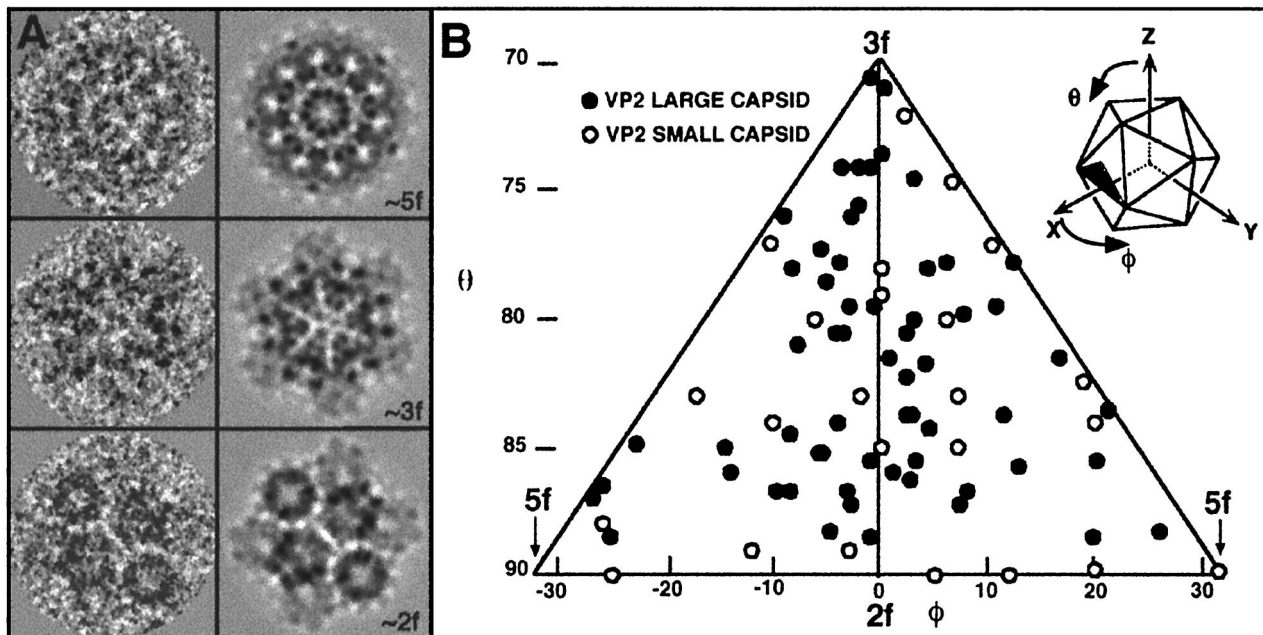 A
~5f
~3f
~2f
B
3f
● VP2 LARGE CAPSID
○ VP2 SMALL CAPSID
70
75
80
85
90
θ
5f
5f
-30
-20
-10
0
10
20
30
2f
ϕ
Z
θ
X
Y
ϕ